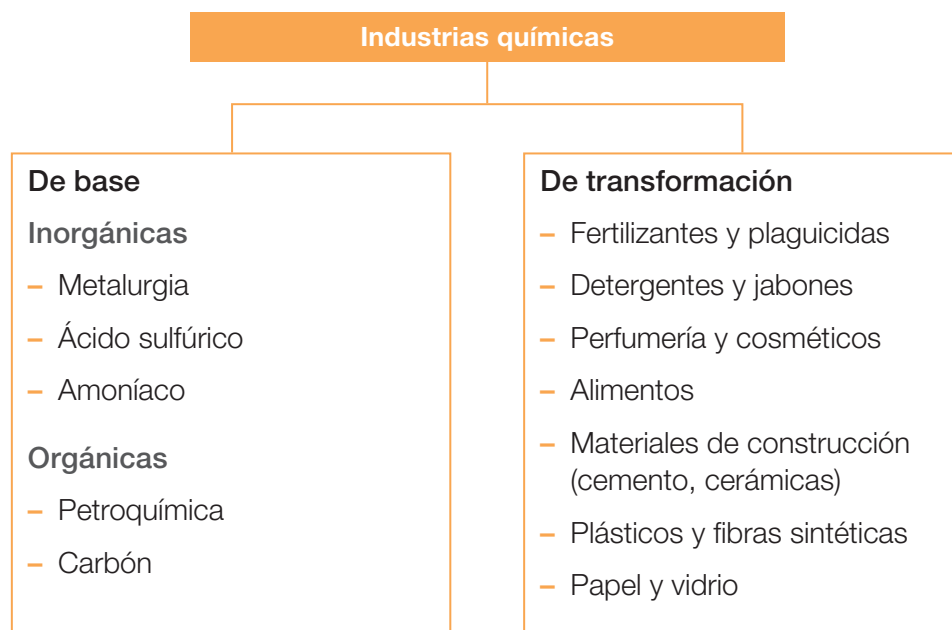 Industrias químicas
De base
Inorgánicas
– Metalurgia
– Ácido sulfúrico
– Amoníaco
Orgánicas
– Petroquímica
– Carbón
De transformación
– Fertilizantes y plaguicidas
– Detergentes y jabones
– Perfumería y cosméticos
– Alimentos
– Materiales de construcción
(cemento, cerámicas)
– Plásticos y fibras sintéticas
– Papel y vidrio